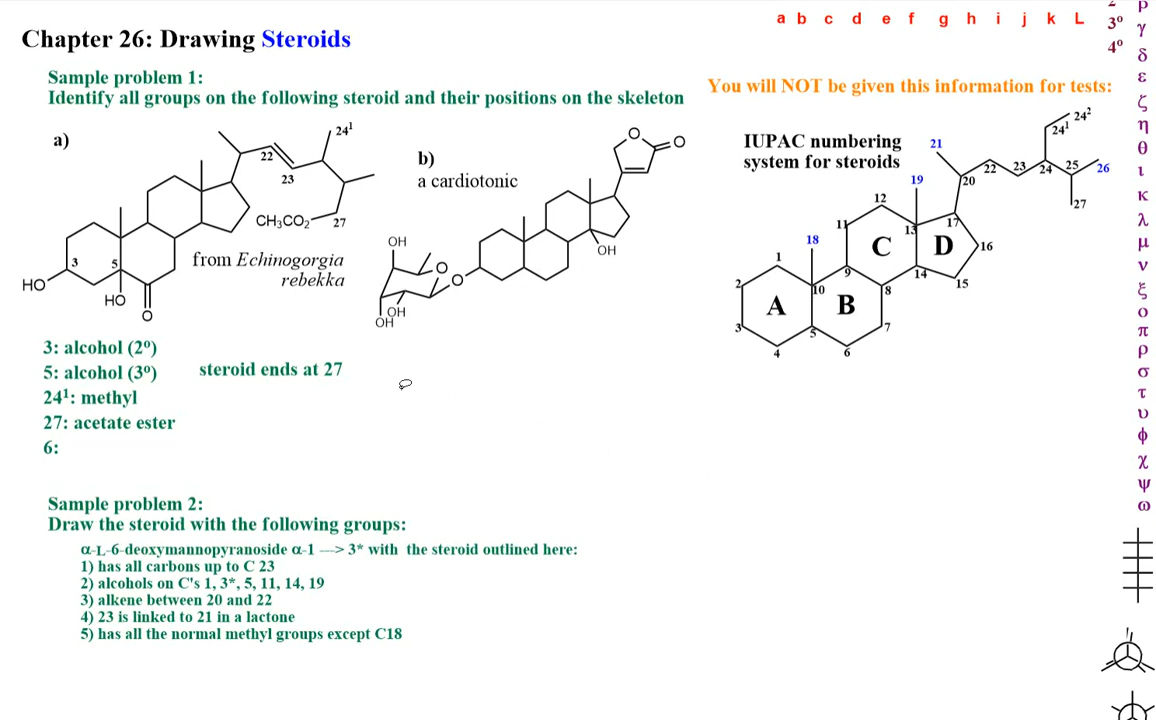 a b c d e f g h i j k L
3º
4º
Chapter 26: Drawing Steroids
Sample problem 1:
Identify all groups on the following steroid and their positions on the skeleton
You will NOT be given this information for tests:
a)
24¹
22
23
CH₃CO₂
27
3
5
HO
HO
O
from Echinogorgia
rebekka
b)
a cardiotonic
O
O
OH
OH
O
O
OH
OH
IUPAC numbering
system for steroids
21
24¹
24²
22
23
24
25
26
27
20
19
12
18
11
13
17
16
C
D
1
9
14
15
2
10
8
A
B
3
5
7
4
6
3: alcohol (2º)
5: alcohol (3º)
steroid ends at 27
24¹: methyl
27: acetate ester
6:
Sample problem 2:
Draw the steroid with the following groups:
α-L-6-deoxymannopyranoside α-1 ---> 3* with the steroid outlined here:
1) has all carbons up to C 23
2) alcohols on C's 1, 3*, 5, 11, 14, 19
3) alkene between 20 and 22
4) 23 is linked to 21 in a lactone
5) has all the normal methyl groups except C18
γ
δ
ε
ζ
η
θ
ι
κ
λ
μ
ν
ξ
ο
π
ρ
σ
τ
υ
ϕ
χ
ψ
ω